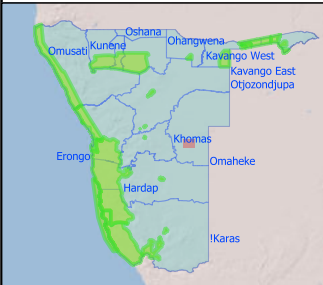 Oshana
Ohangwena
Kunene
Omusati
Kavango West
Kavango East
Otjozondjupa
Khomas
Erongo
Omaheke
Hardap
!Karas